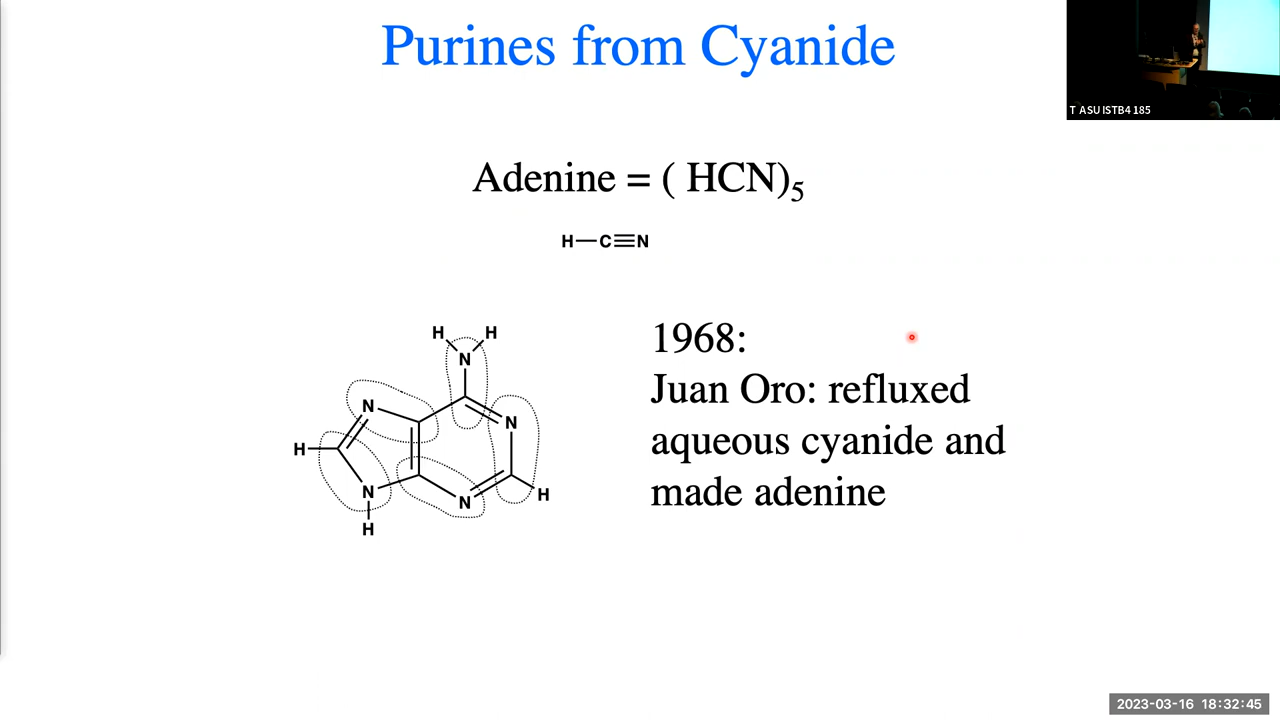 Purines from Cyanide
T ASU ISTB4 185
Adenine = ( HCN)5
H—C≡N
H H
N
N
N
H
N
N
H
H
1968:
Juan Oro: refluxed
aqueous cyanide and
made adenine
2023-03-16 18:32:45